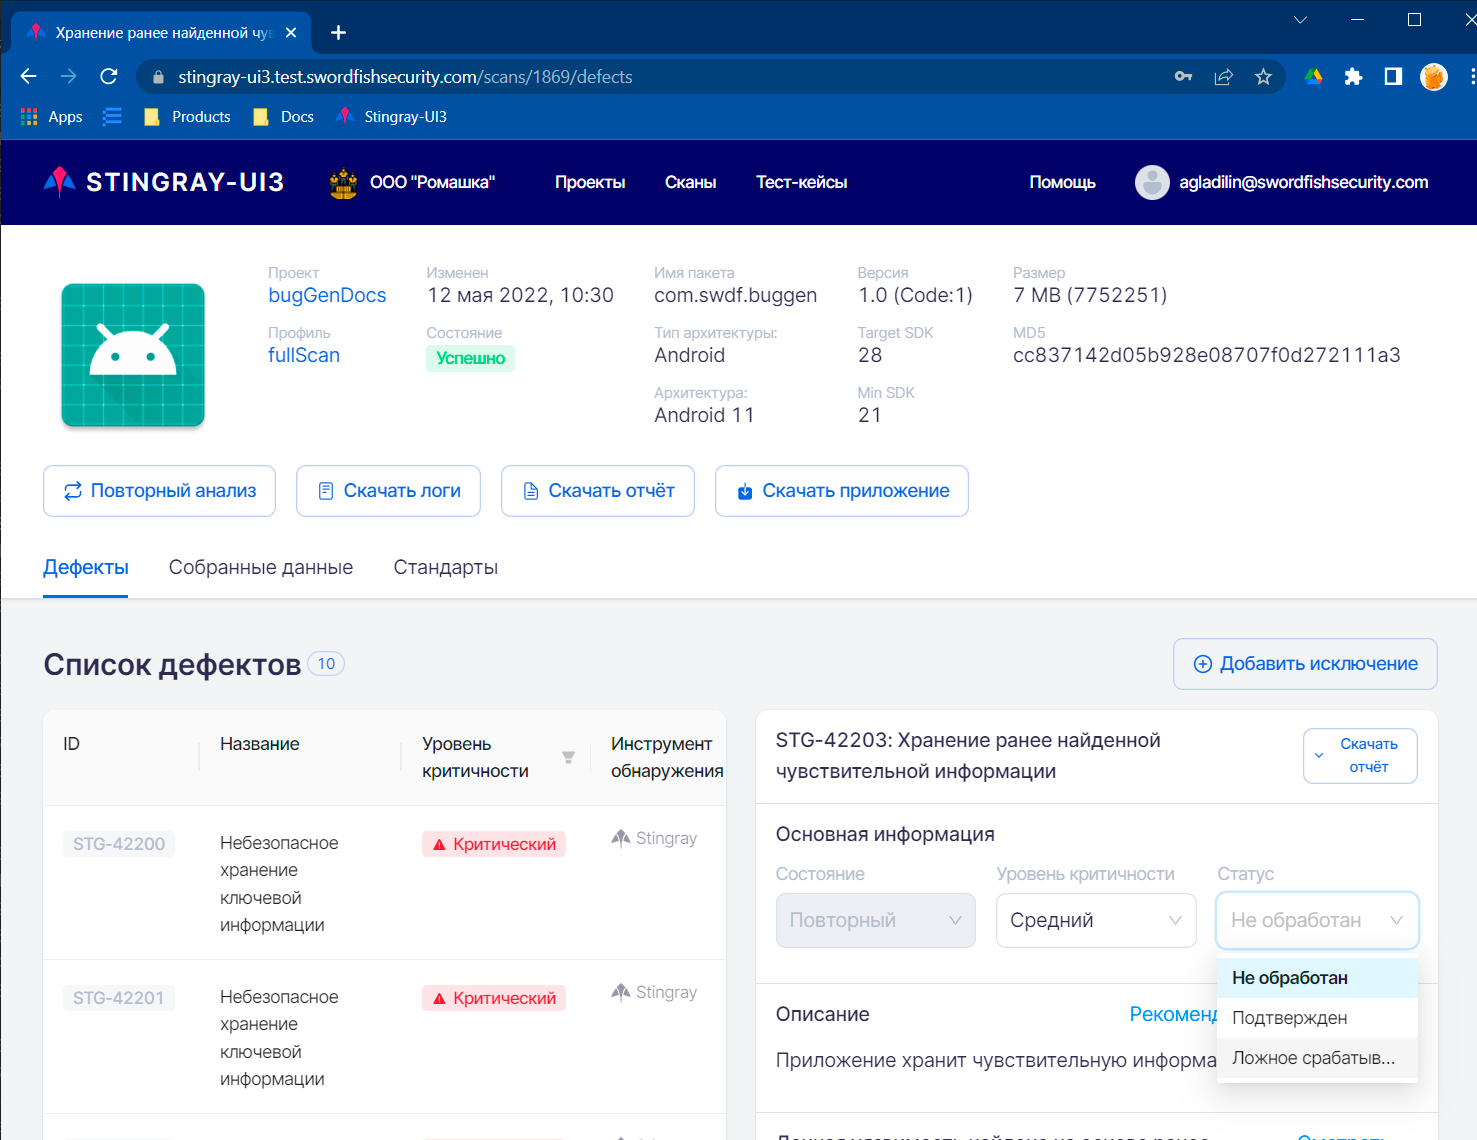 Хранение ранее найденной чу
stingray-ui3.test.swordfishsecurity.com/scans/1869/defects
Apps
Products
Docs
Stingray-UI3
STINGRAY-UI3
ООО "Ромашка"
Проекты
Сканы
Тест-кейсы
Помощь
agladilin@swordfishsecurity.com
Проект
bugGenDocs
Изменен
12 мая 2022, 10:30
Имя пакета
com.swdf.buggen
Версия
1.0 (Code:1)
Размер
7 MB (7752251)
Профиль
fullScan
Состояние
Успешно
Тип архитектуры:
Android
Target SDK
28
MD5
cc837142d05b928e08707f0d272111a3
Архитектура:
Android 11
Min SDK
21
Повторный анализ
Скачать логи
Скачать отчёт
Скачать приложение
Дефекты
Собранные данные
Стандарты
Список дефектов 10
Добавить исключение
ID
Название
Уровень
критичности
Инструмент
обнаружения
STG-42200
Небезопасное
хранение
ключевой
информации
Критический
Stingray
STG-42201
Небезопасное
хранение
ключевой
информации
Критический
Stingray
STG-42203: Хранение ранее найденной
чувствительной информации
Скачать
отчёт
Основная информация
Состояние
Повторный
Уровень критичности
Средний
Статус
Не обработан
Не обработан
Подтвержден
Ложное срабатыв...
Описание
Рекоменд
Приложение хранит чувствительную информа